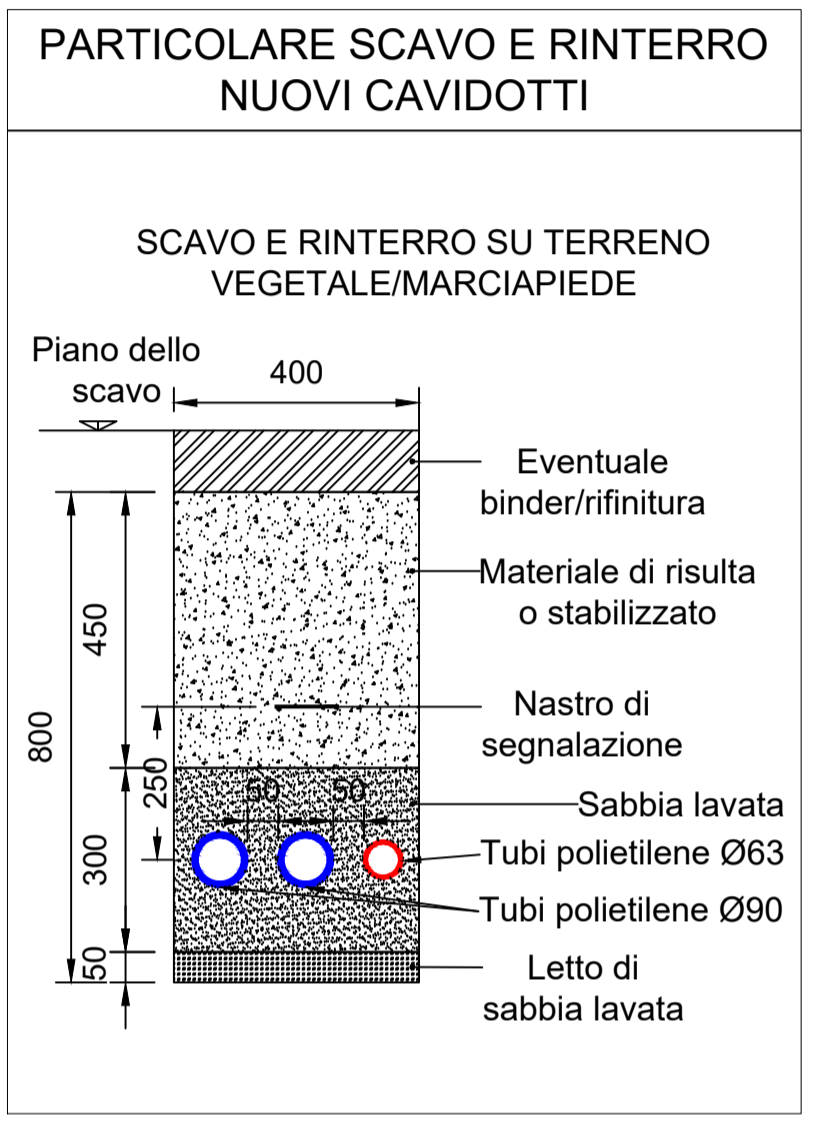 PARTICOLARE SCAVO E RINTERRO
NUOVI CAVIDOTTI
SCAVO E RINTERRO SU TERRENO
VEGETALE/MARCIAPIEDE
Piano dello
scavo
400
Eventuale
binder/rifinitura
Materiale di risulta
o stabilizzato
450
Nastro di
segnalazione
800
250
50
50
Sabbia lavata
300
Tubi polietilene Ø63
Tubi polietilene Ø90
50
Letto di
sabbia lavata